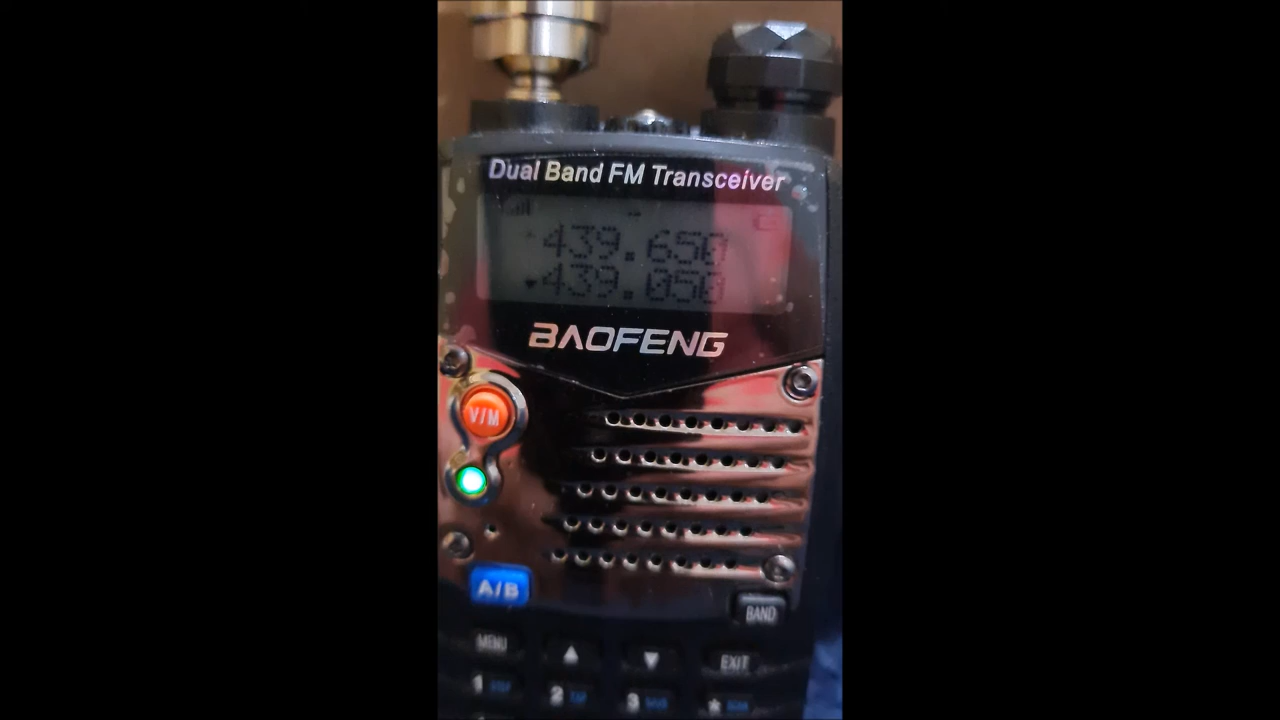 Dual Band FM Transceiver
439.650
439.050
BAOFENG
V/M
A/B
BAND
MENU ▲ ▼ EXIT
1 2 3 *